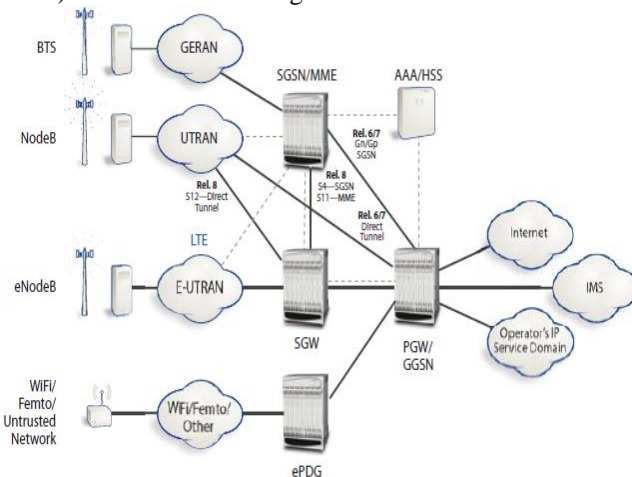 BTS
GERAN
SGSN/MME
AAA/HSS
NodeB
UTRAN
Rel. 6/7
Gn/Gp
SGSN
Rel. 8
S12—Direct
Tunnel
Rel. 8
S4—SGSN
S11—MME
Rel. 6/7
Direct
Tunnel
LTE
Internet
eNodeB
E-UTRAN
IMS
SGW
PGW/
GGSN
Operator's IP
Service Domain
WiFi/
Femto/
Untrusted
Network
WiFi/Femto/
Other
ePDG